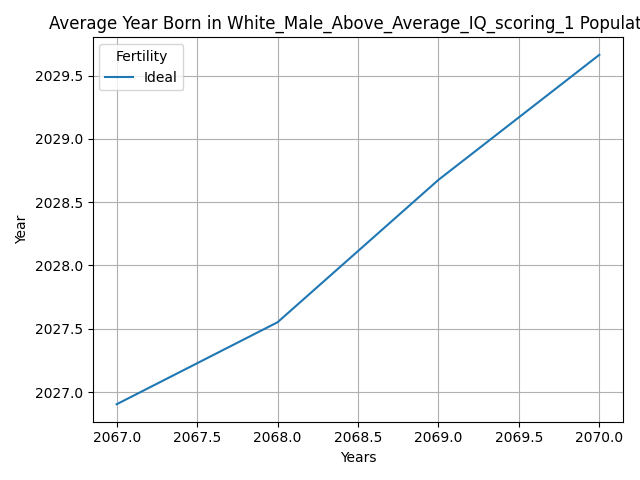 Average Year Born in White_Male_Above_Average_IQ_scoring_1 Populat
Fertility
Ideal
2029.5
2029.0
2028.5
2028.0
2027.5
2027.0
Year
2067.0 2067.5 2068.0 2068.5 2069.0 2069.5 2070.0
Years